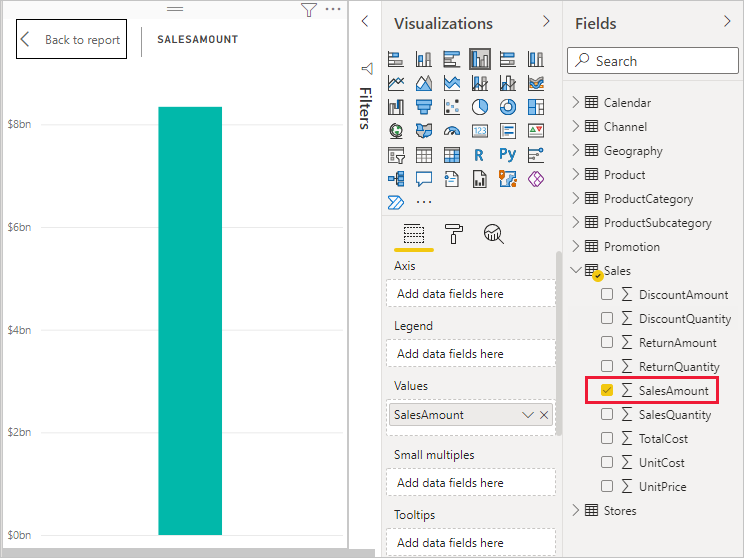 Back to report
SALESAMOUNT
$8bn
$6bn
$4bn
$2bn
$0bn
Filters
Visualizations
123
R
Py
Axis
Add data fields here
Legend
Add data fields here
Values
SalesAmount
Small multiples
Add data fields here
Tooltips
Add data fields here
Fields
Search
Calendar
Channel
Geography
Product
ProductCategory
ProductSubcategory
Promotion
Sales
DiscountAmount
DiscountQuantity
ReturnAmount
ReturnQuantity
SalesAmount
SalesQuantity
TotalCost
UnitCost
UnitPrice
Stores